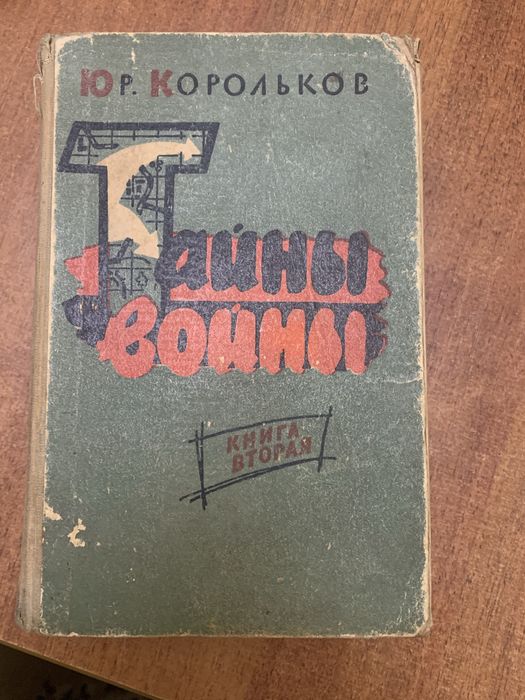 Юр. Корольков
Тайны
войны
книга
вторая